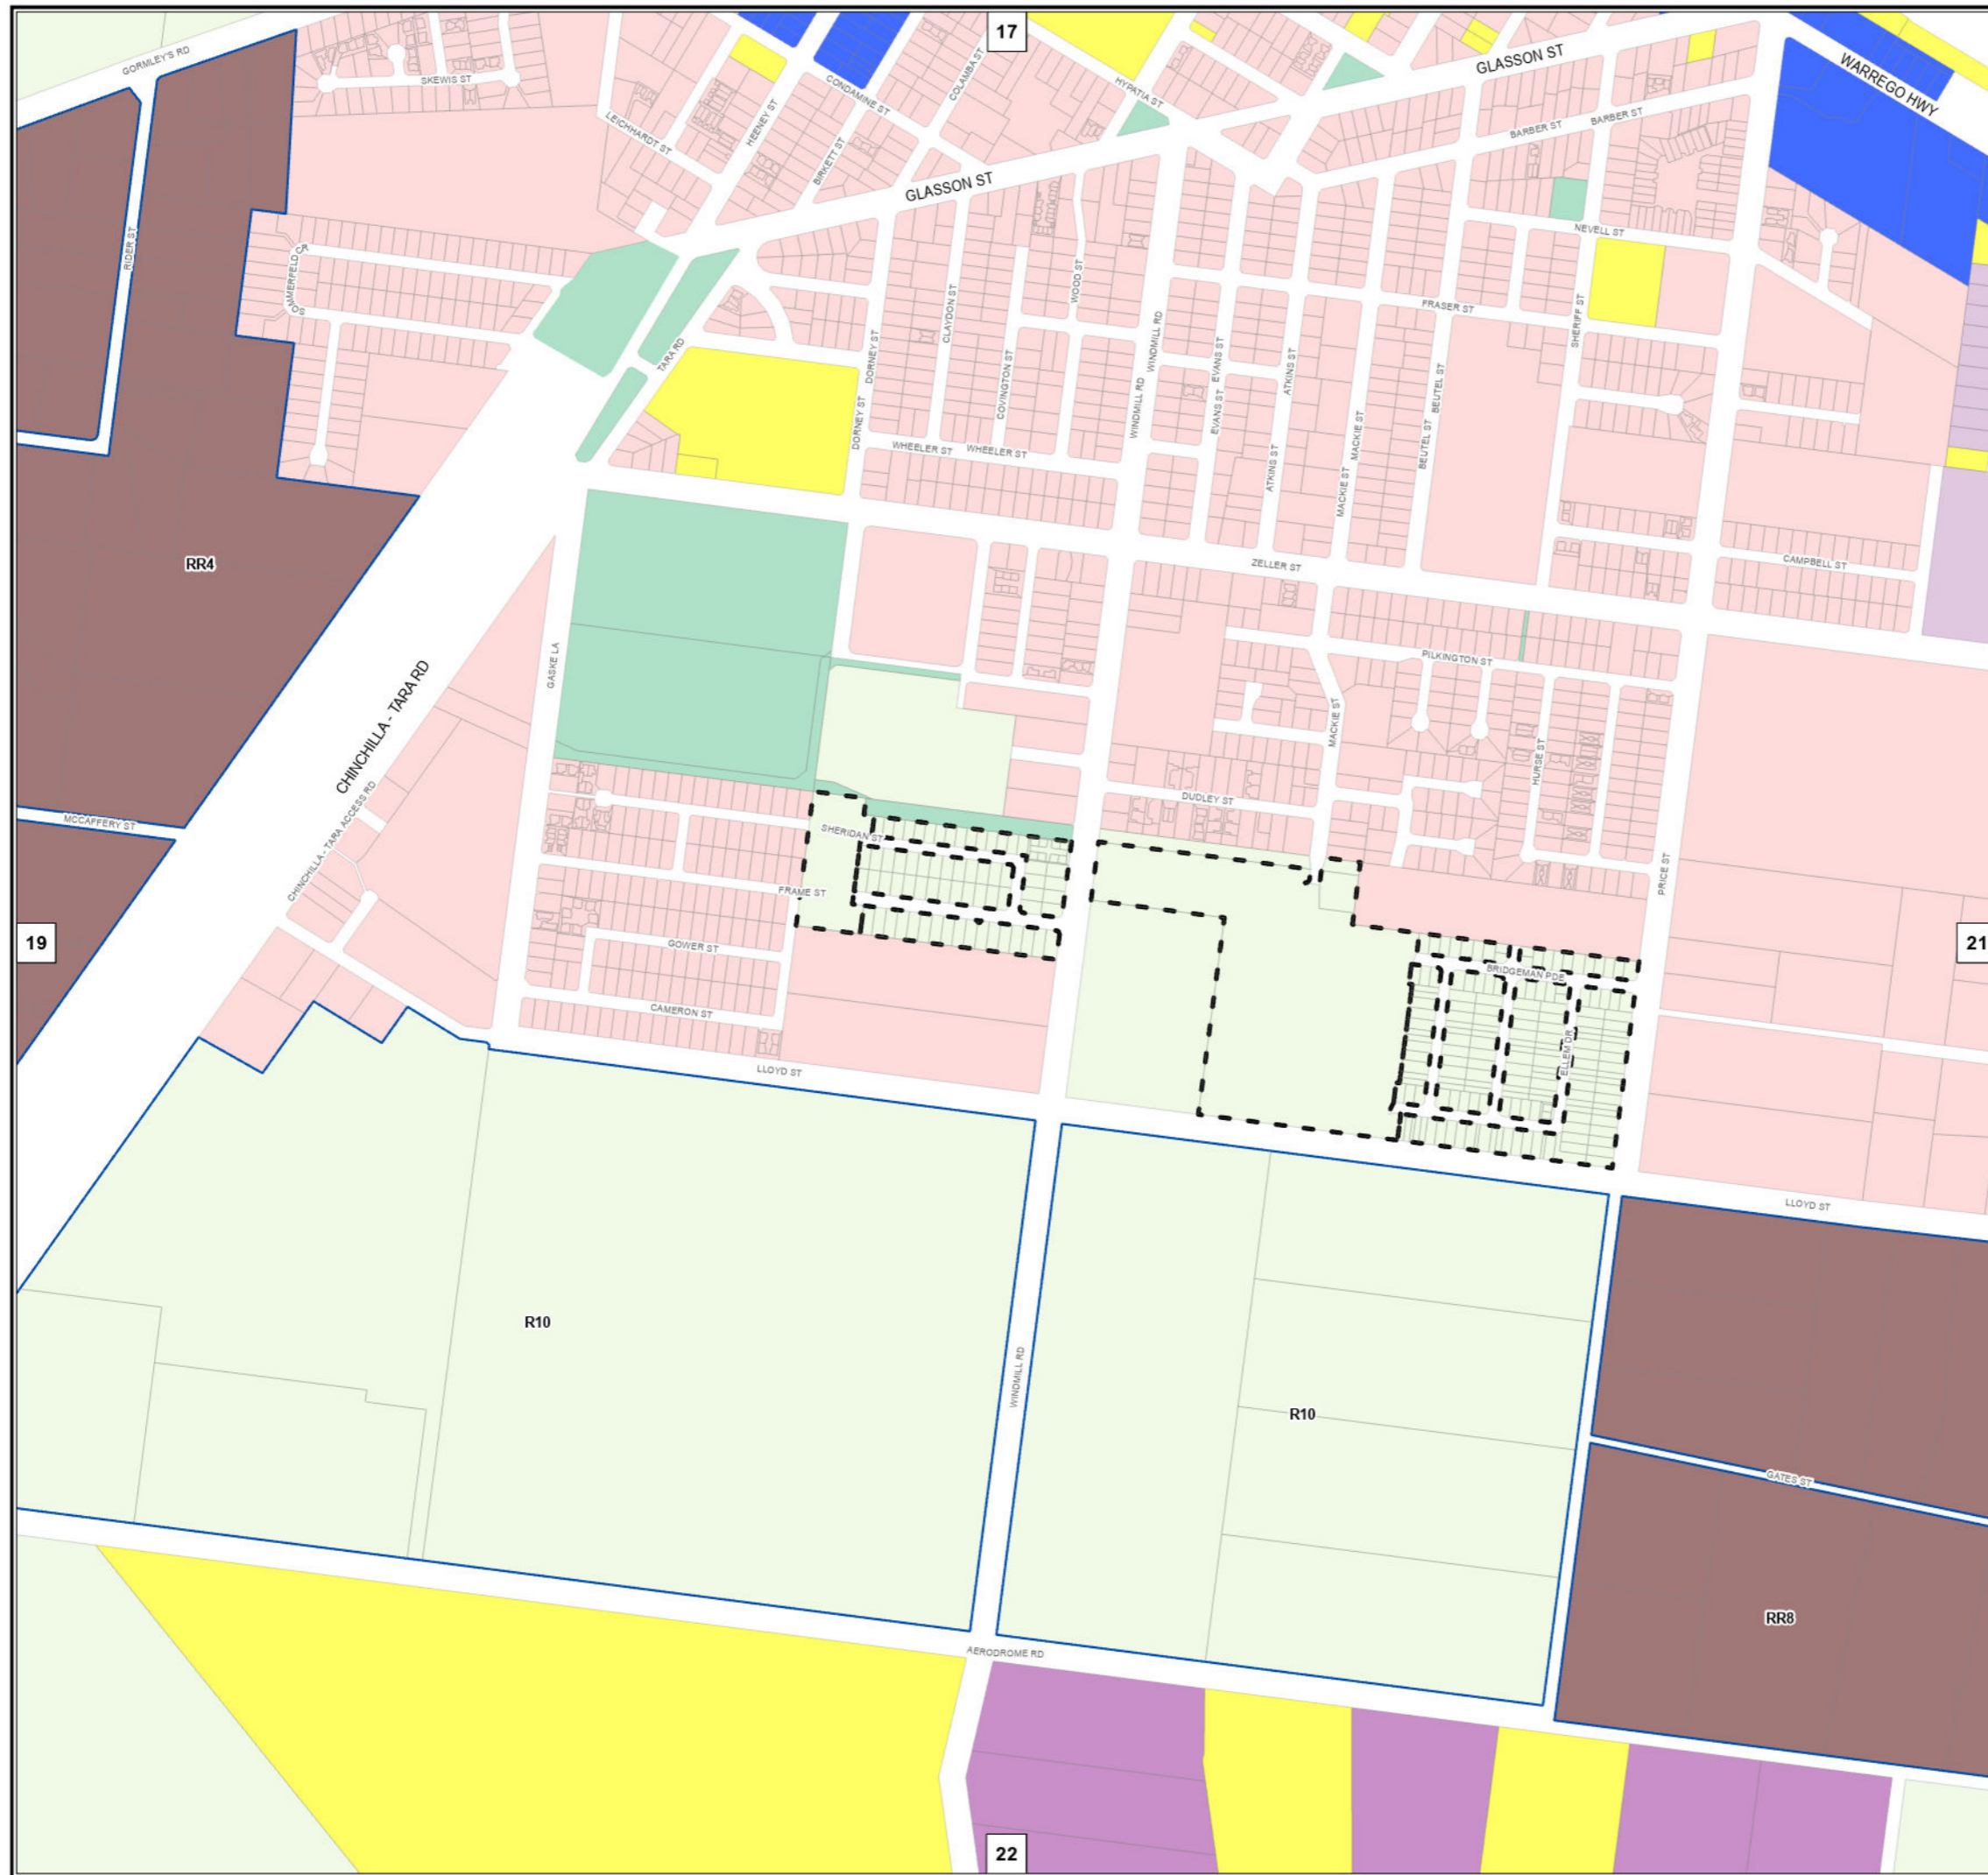 17
GORMLEY'S RD
SKEWIS ST
CONDAMINE ST
COLAMBA ST
HYPATIA ST
GLASSON ST
WARREGO HWY
LEICHHARDT ST
HEENEY ST
BIRKETT ST
BARBER ST
BARBER ST
GLASSON ST
RIDER ST
NEVELL ST
SOMMERFELD CR
WOOD ST
CLAYDON ST
FRASER ST
SHERIFF ST
TARA RD
DORNEY ST
DORNEY ST
COVINGTON ST
WINDMILL RD
WINDMILL RD
EVANS ST
EVANS ST
ATKINS ST
ATKINS ST
MACKIE ST
MACKIE ST
BEUTEL ST
BEUTEL ST
WHEELER ST
WHEELER ST
RR4
ZELLER ST
CAMPBELL ST
GASKE LA
PILKINGTON ST
CHINCHILLA - TARA RD
MACKIE ST
HURSE ST
CHINCHILLA - TARA ACCESS RD
MCCAFFERY ST
DUDLEY ST
SHERIDAN ST
FRAME ST
PRICE ST
19
GOWER ST
21
BRIDGEMAN PDE
CAMERON ST
ELLEM DR
LLOYD ST
LLOYD ST
R10
WINDMILL RD
R10
GATES ST
RR8
AERODROME RD
22